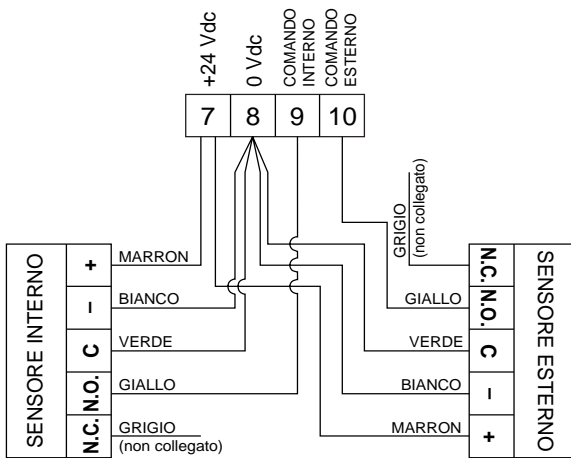 +24 Vdc
0 Vdc
COMANDO
INTERNO
COMANDO
ESTERNO
7 8 9 10
SENSORE INTERNO
+
–
C
N.O.
N.C.
MARRON
BIANCO
VERDE
GIALLO
GRIGIO
(non collegato)
GRIGIO
(non collegato)
GIALLO
VERDE
BIANCO
MARRON
N.C.
N.O.
C
–
+
SENSORE ESTERNO